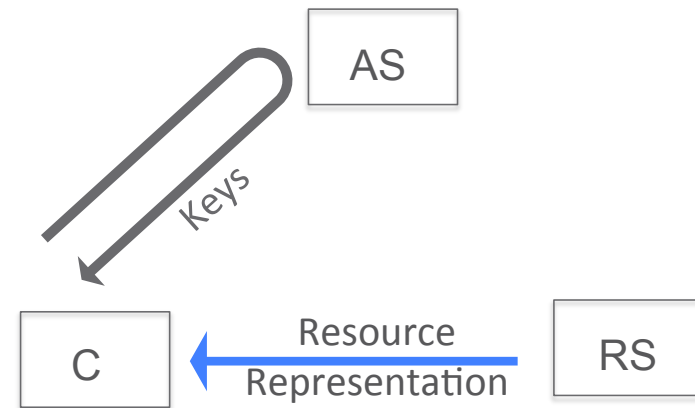 AS
Keys
C
Resource
Representation
RS